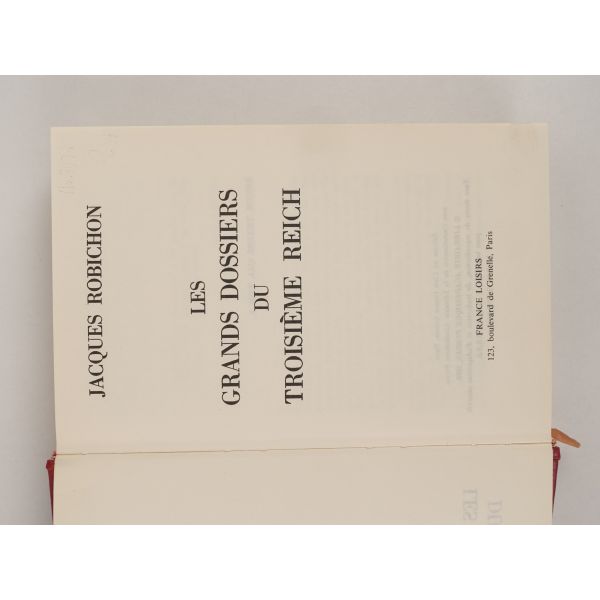 JACQUES ROBICHON
LES
GRANDS DOSSIERS
DU
TROISIÈME REICH
FRANCE LOISIRS
123, boulevard de Grenelle, Paris